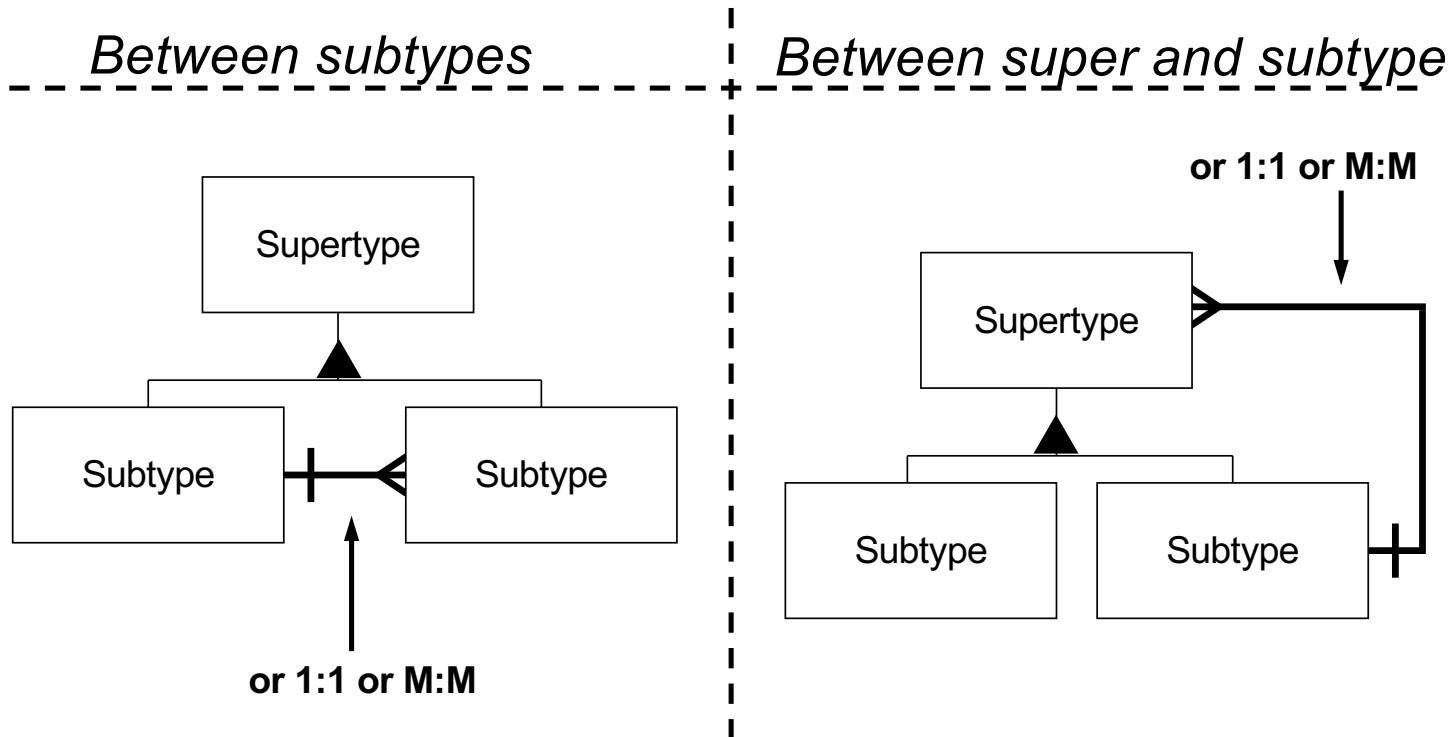 Between subtypes
Supertype
Subtype
Subtype
or 1:1 or M:M
Between super and subtype
or 1:1 or M:M
Supertype
Subtype
Subtype